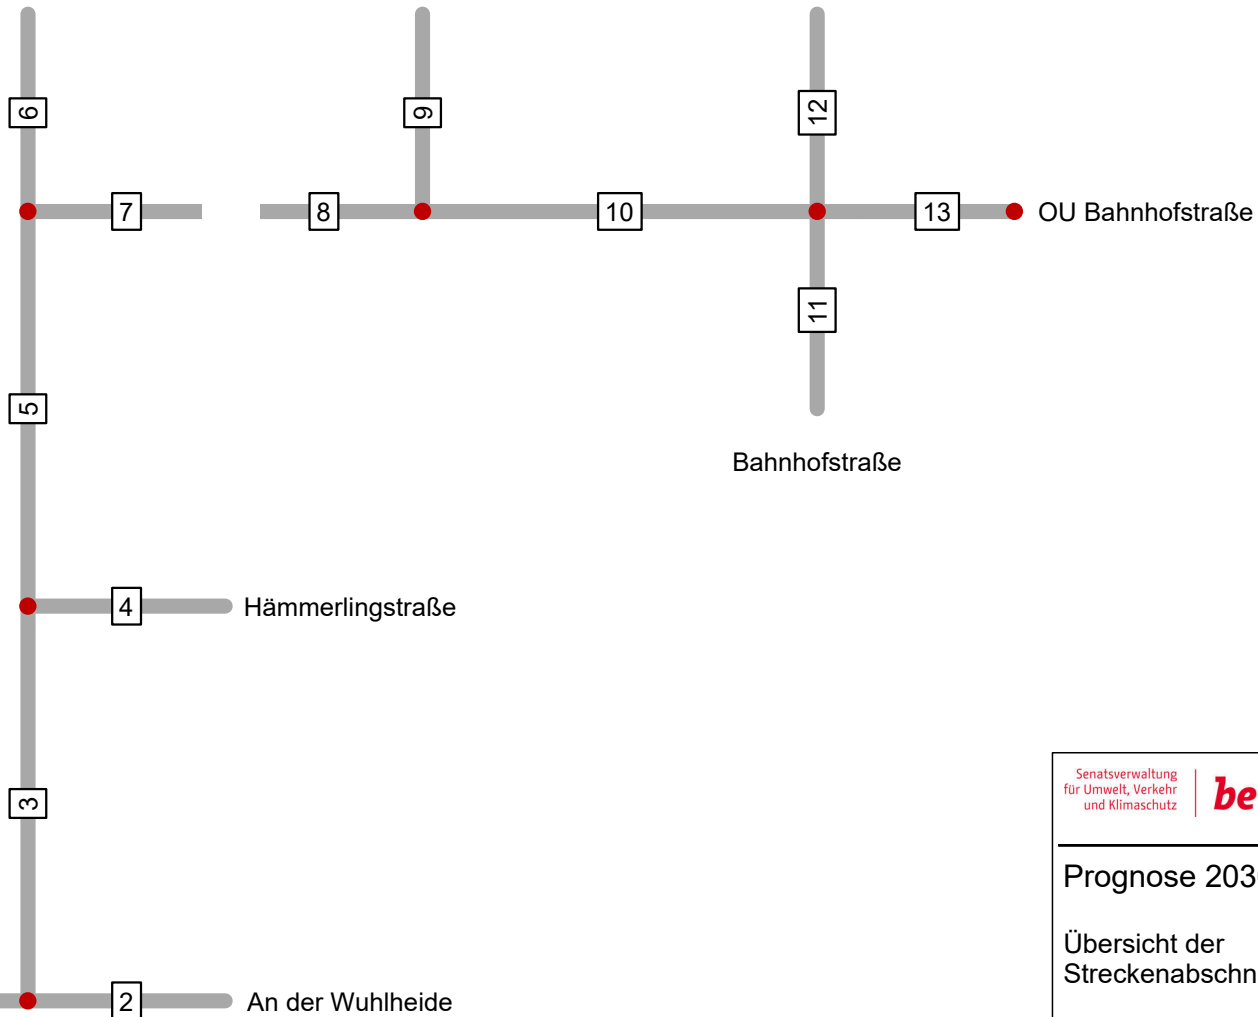 6
9
12
7
8
10
13
OU Bahnhofstraße
11
5
Bahnhofstraße
4
Hämmerlingstraße
Senatsverwaltung
für Umwelt, Verkehr
und Klimaschutz
be
3
Prognose 203
Übersicht der
Streckenabschn
2
An der Wuhlheide